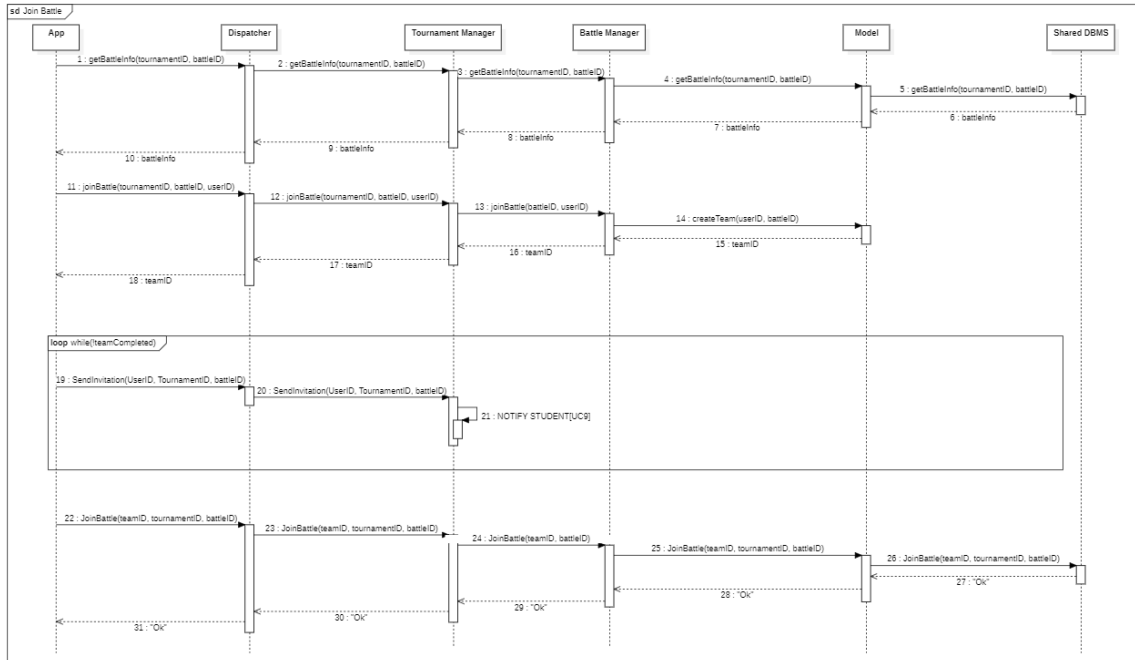 sd Join Battle
App
Dispatcher
Tournament Manager
Battle Manager
Model
Shared DBMS
1 : getBattleInfo(tournamentID, battleID)
2 : getBattleInfo(tournamentID, battleID)
3 : getBattleInfo(tournamentID, battleID)
4 : getBattleInfo(tournamentID, battleID)
5 : getBattleInfo(tournamentID, battleID)
6 : battleInfo
7 : battleInfo
8 : battleInfo
9 : battleInfo
10 : battleInfo
11 : joinBattle(tournamentID, battleID, userID)
12 : joinBattle(tournamentID, battleID, userID)
13 : joinBattle(battleID, userID)
14 : createTeam(userID, battleID)
15 : teamID
16 : teamID
17 : teamID
18 : teamID
loop while(!teamCompleted)
19 : SendInvitation(UserID, TournamentID, battleID)
20 : SendInvitation(UserID, TournamentID, battleID)
21 : NOTIFY STUDENT[UC9]
22 : JoinBattle(teamID, tournamentID, battleID)
23 : JoinBattle(teamID, tournamentID, battleID)
24 : JoinBattle(teamID, battleID)
25 : JoinBattle(teamID, tournamentID, battleID)
26 : JoinBattle(teamID, tournamentID, battleID)
27 : "Ok"
28 : "Ok"
29 : "Ok"
30 : "Ok"
31 : "Ok"